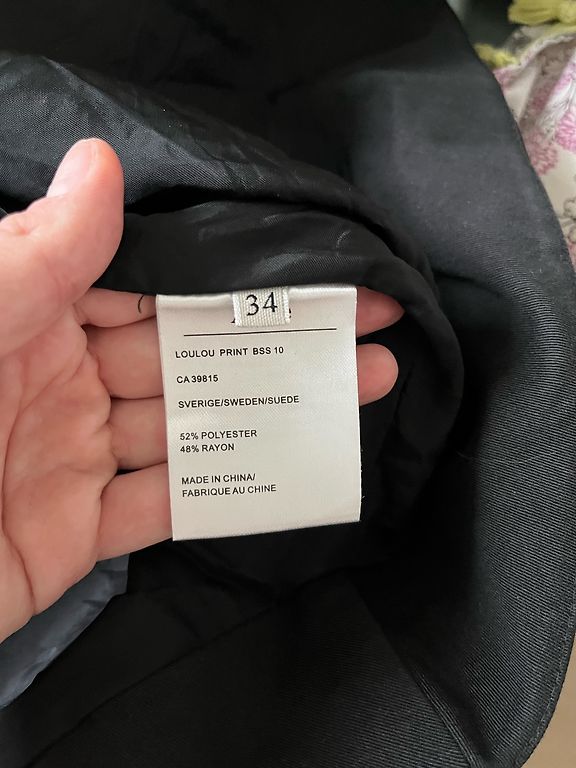 34
LOULOU PRINT BSS 10
CA 39815
SVERIGE/SWEDEN/SUEDE
52% POLYESTER
48% RAYON
MADE IN CHINA/
FABRIQUE AU CHINE